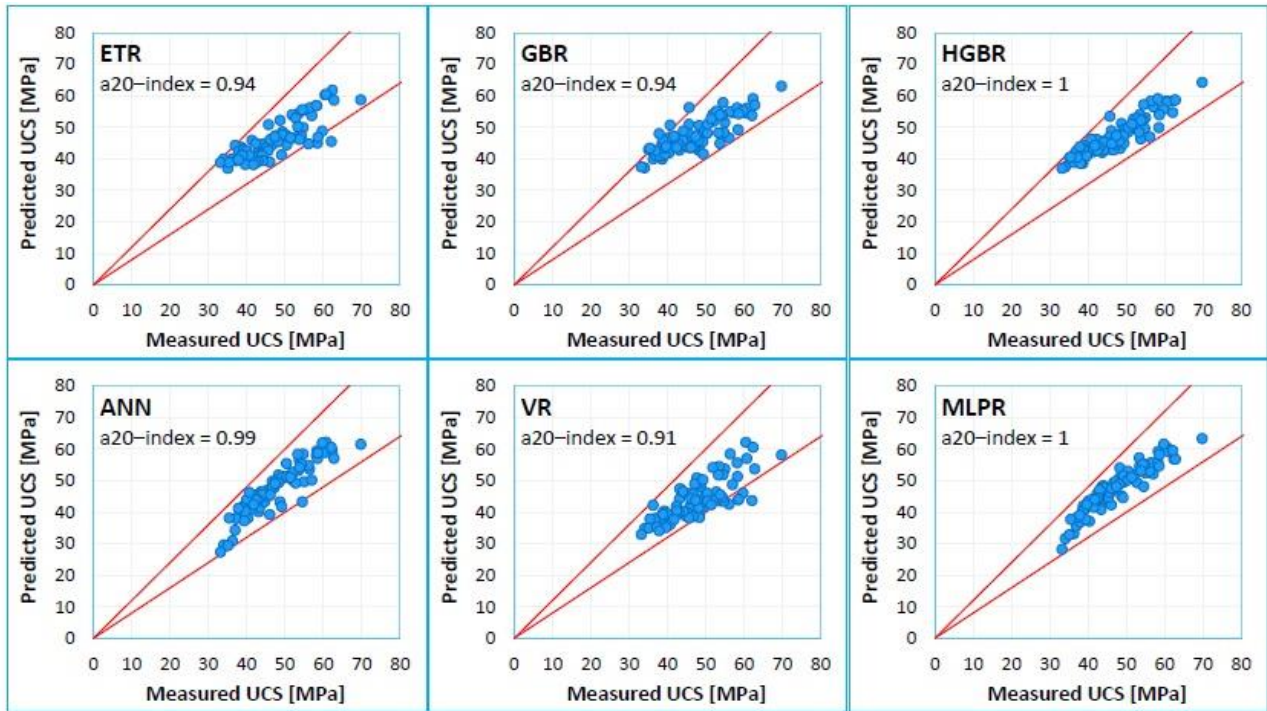 ETR
a20−index = 0.94
Predicted UCS [MPa]
80
70
60
50
40
30
20
10
0
0 10 20 30 40 50 60 70 80
Measured UCS [MPa]
GBR
a20−index = 0.94
Predicted UCS [MPa]
80
70
60
50
40
30
20
10
0
0 10 20 30 40 50 60 70 80
Measured UCS [MPa]
HGBR
a20−index = 1
Predicted UCS [MPa]
80
70
60
50
40
30
20
10
0
0 10 20 30 40 50 60 70 80
Measured UCS [MPa]
ANN
a20−index = 0.99
Predicted UCS [MPa]
80
70
60
50
40
30
20
10
0
0 10 20 30 40 50 60 70 80
Measured UCS [MPa]
VR
a20−index = 0.91
Predicted UCS [MPa]
80
70
60
50
40
30
20
10
0
0 10 20 30 40 50 60 70 80
Measured UCS [MPa]
MLPR
a20−index = 1
Predicted UCS [MPa]
80
70
60
50
40
30
20
10
0
0 10 20 30 40 50 60 70 80
Measured UCS [MPa]